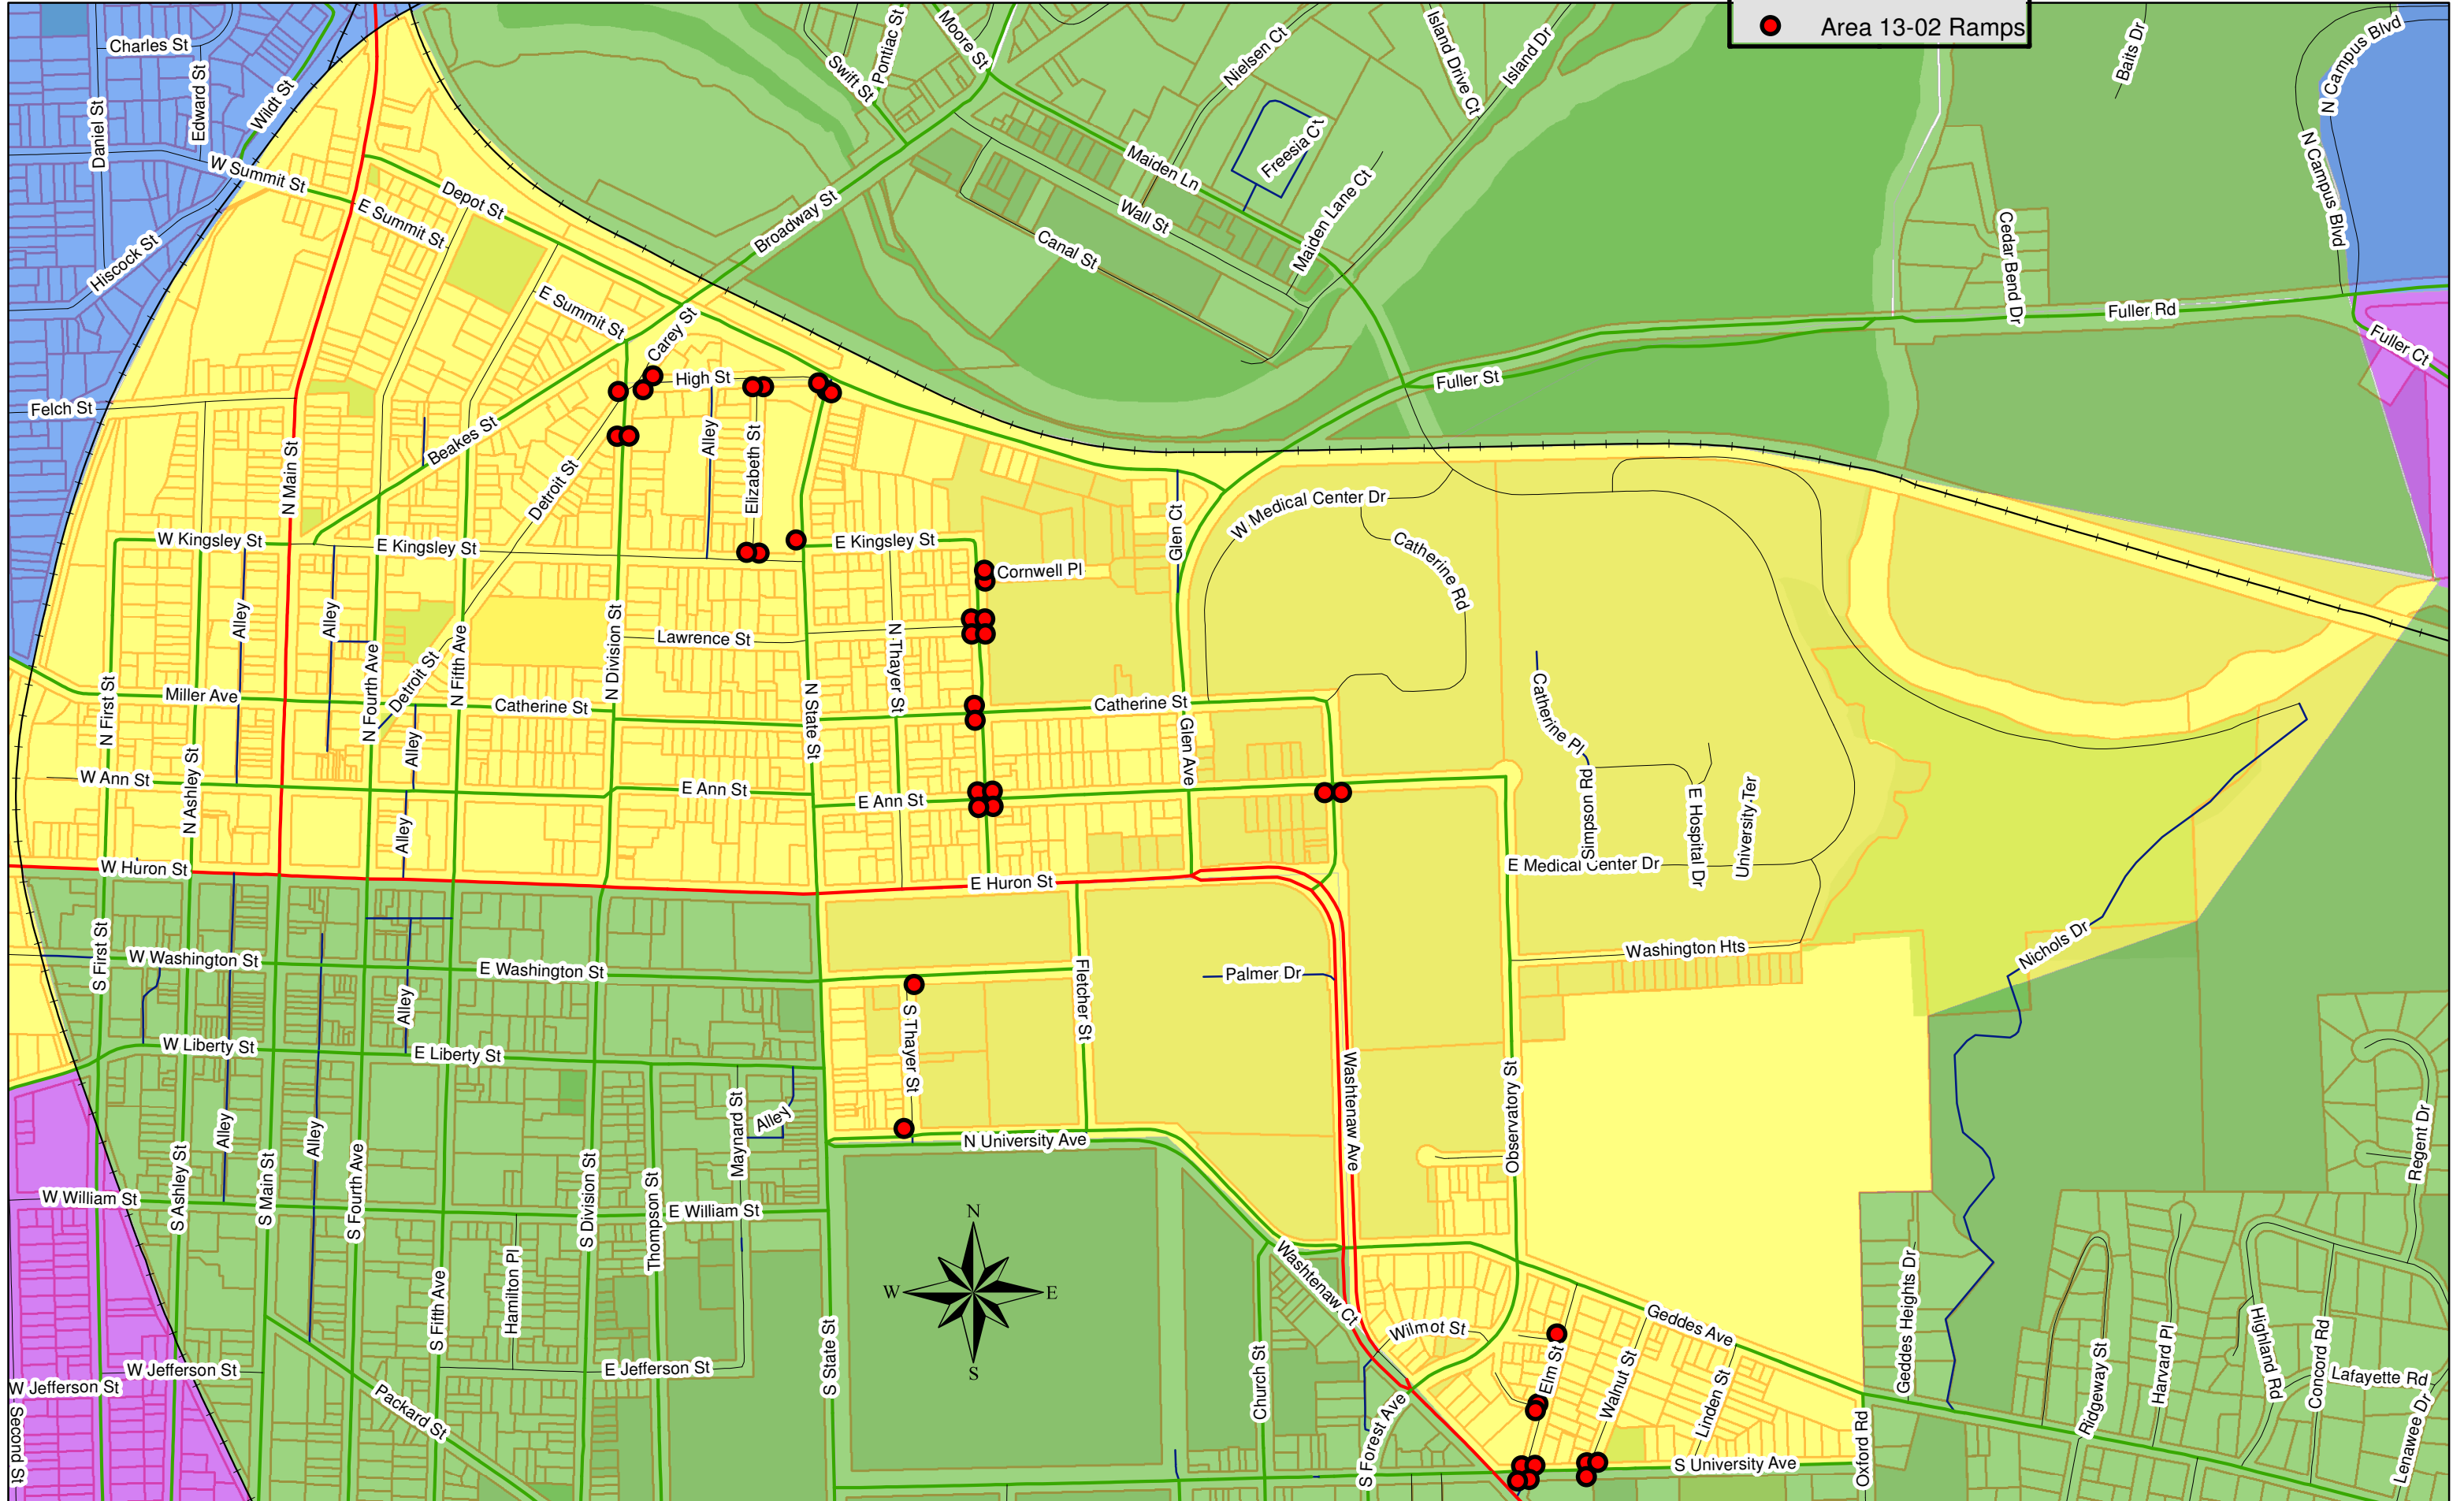 Area 13-02 Ramps
Charles St
Daniel St
Edward St
Wildt St
W Summit St
Hiscock St
E Summit St
Depot St
Swift St
Pontiac St
Moore St
Broadway St
Nielsen Ct
Island Drive Ct
Island Dr
Freesia Ct
Maiden Ln
Maiden Lane Ct
Wall St
Canal St
Baits Dr
N Campus Blvd
N Campus Blvd
Cedar Bend Dr
Fuller Rd
Fuller Ct
Fuller St
E Summit St
Carey St
High St
Felch St
N Main St
Beakes St
Detroit St
Alley
Elizabeth St
W Kingsley St
E Kingsley St
E Kingsley St
Cornwell Pl
Glen Ct
W Medical Center Dr
Catherine Rd
Alley
Alley
N Fourth Ave
Detroit St
N Fifth Ave
N Division St
Lawrence St
N Thayer St
N State St
N First St
Miller Ave
Catherine St
Catherine St
Glen Ave
Catherine Pl
Alley
W Ann St
N Ashley St
E Ann St
E Ann St
Alley
Simpson Rd
E Hospital Dr
University Ter
E Medical Center Dr
W Huron St
E Huron St
S First St
W Washington St
E Washington St
Alley
Fletcher St
Palmer Dr
Washington Hts
Nichols Dr
S Thayer St
W Liberty St
E Liberty St
Washtenaw Ave
Observatory St
Alley
Alley
Maynard St
Alley
N University Ave
Regent Dr
W William St
S Ashley St
S Main St
S Fourth Ave
S Division St
Thompson St
E William St
N
W
E
S
Hamilton Pl
S Fifth Ave
Washtenaw Ct
Wilmot St
Geddes Ave
Geddes Heights Dr
Elm St
Walnut St
Linden St
Ridgeway St
Harvard Pl
Highland Rd
Concord Rd
Lafayette Rd
Lenawee Dr
W Jefferson St
W Jefferson St
E Jefferson St
Second St
Packard St
S State St
Church St
S Forest Ave
S University Ave
Oxford Rd